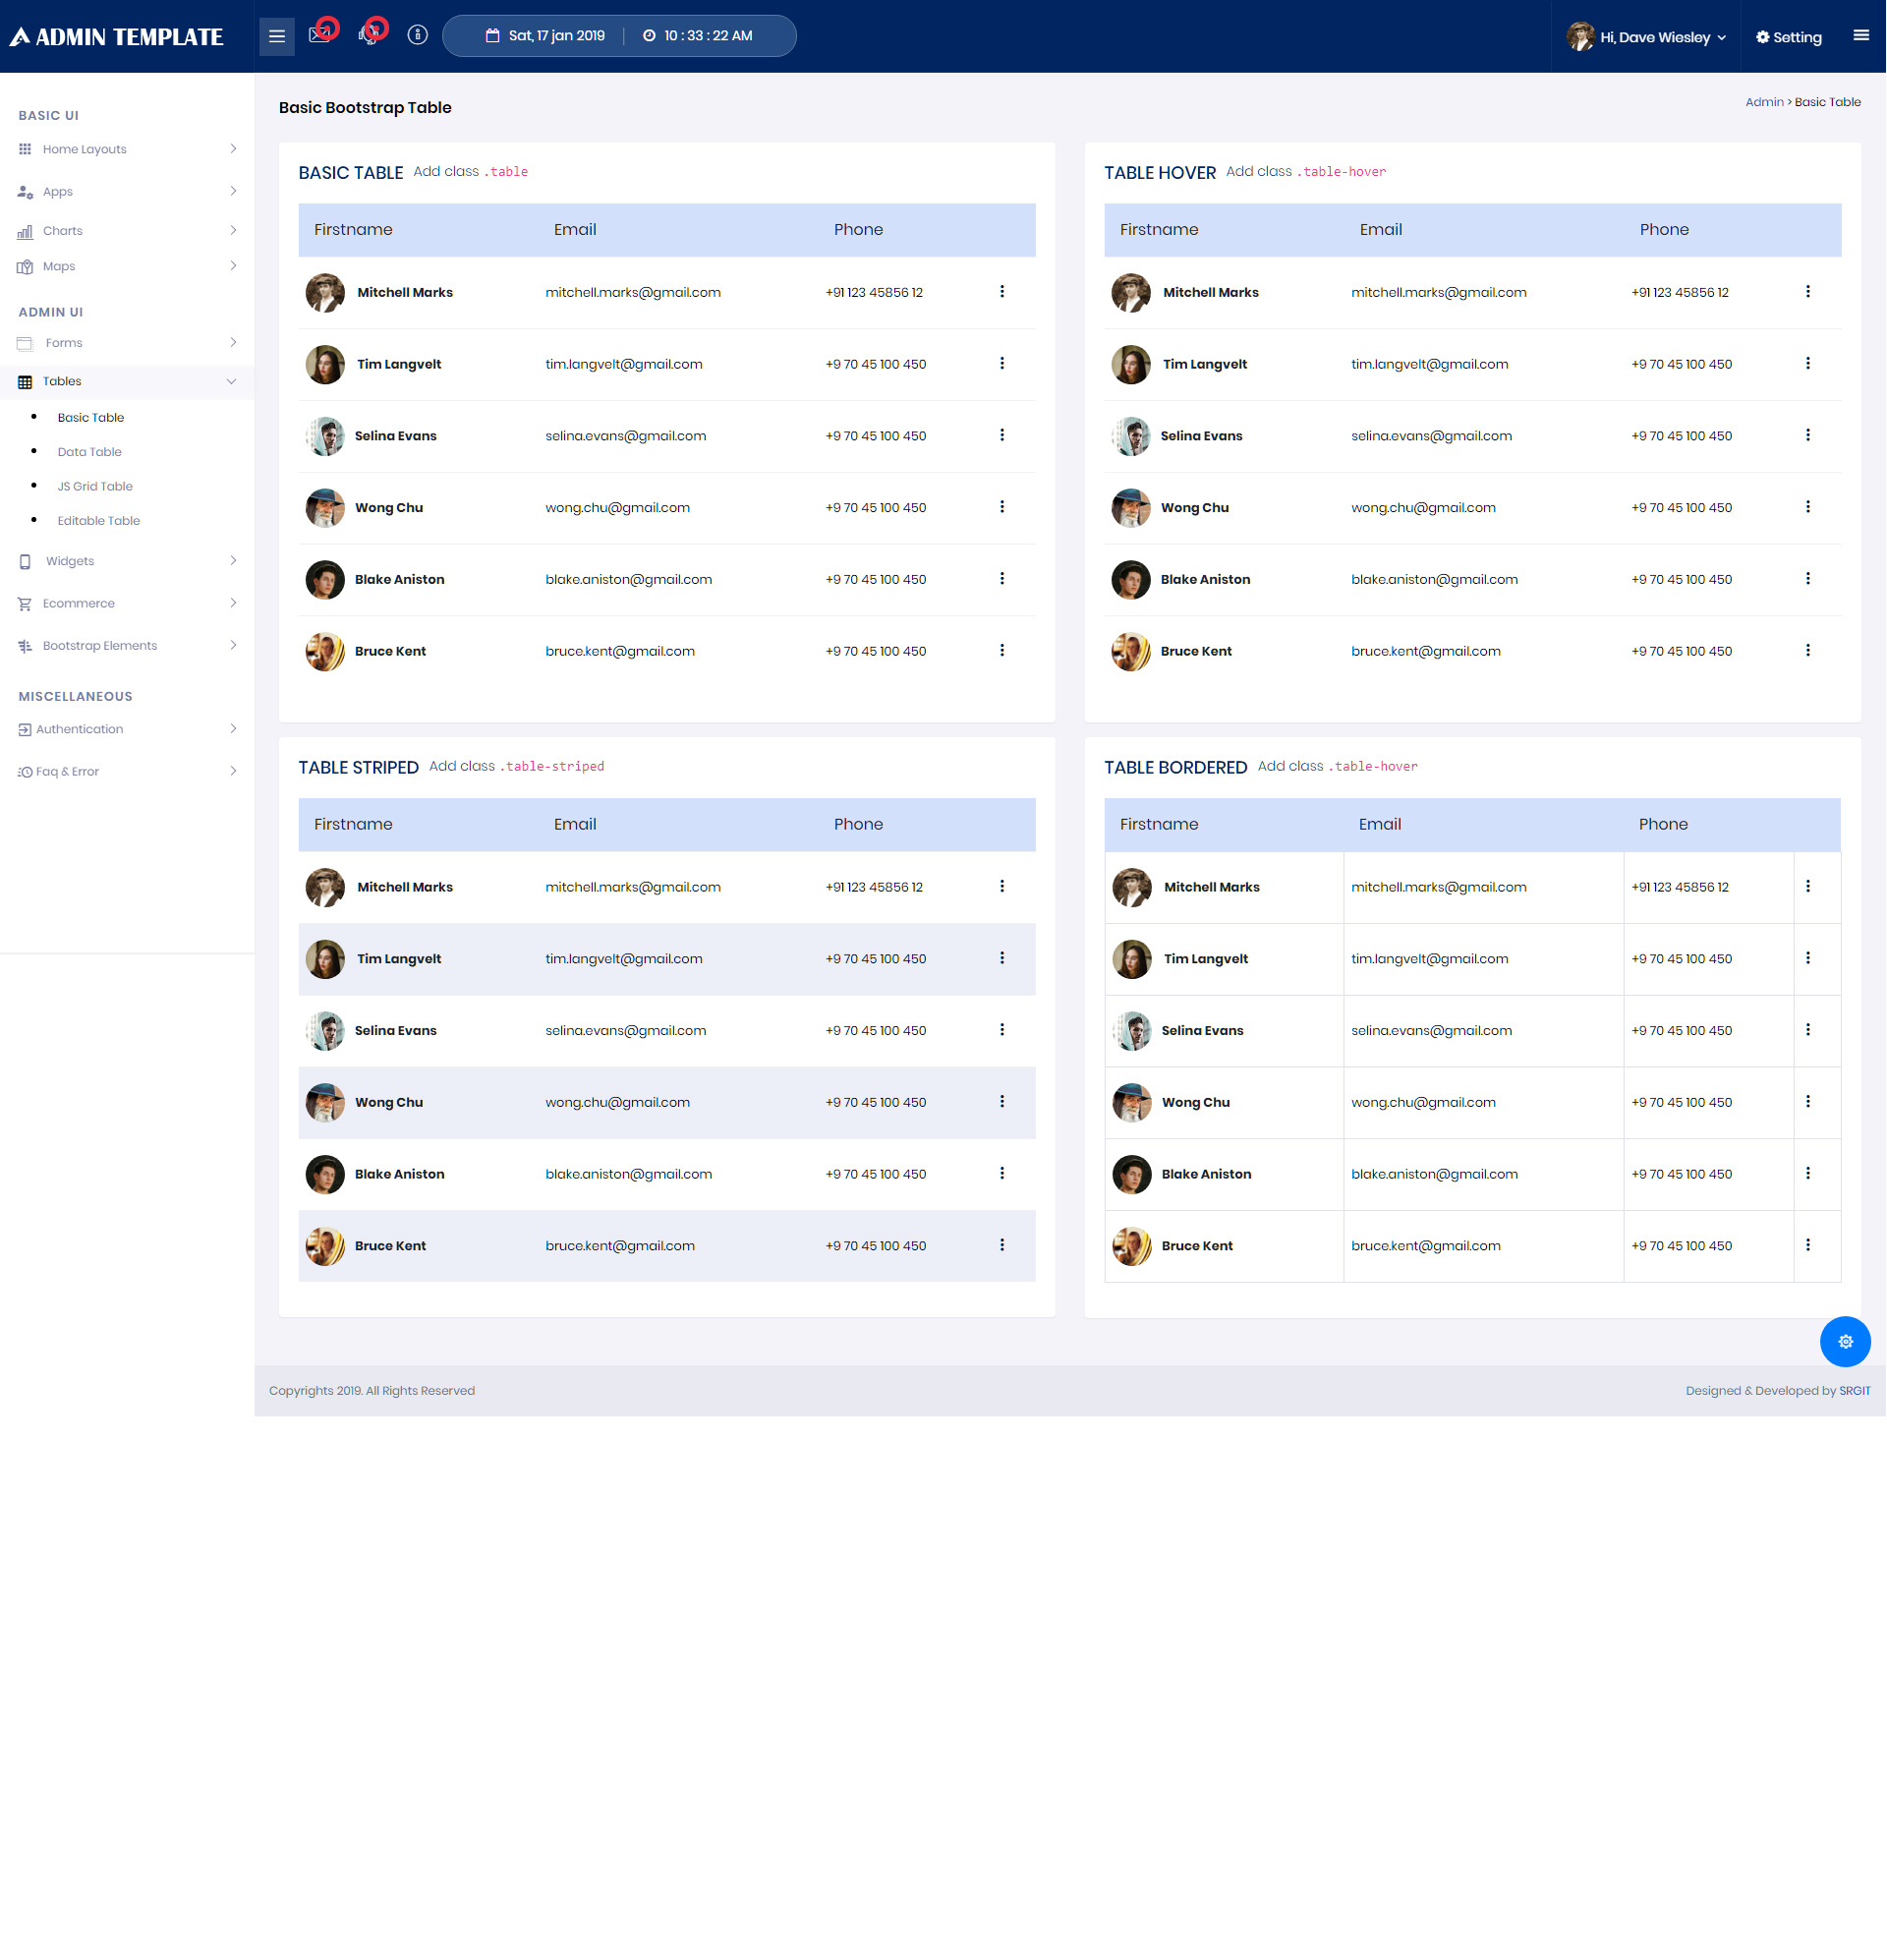 ADMIN TEMPLATE
Sat, 17 jan 2019
10 : 33 : 22 AM
Hi, Dave Wiesley
Setting
BASIC UI
Home Layouts
Apps
Charts
Maps
ADMIN UI
Forms
Tables
Basic Table
Data Table
JS Grid Table
Editable Table
Widgets
Ecommerce
Bootstrap Elements
MISCELLANEOUS
Authentication
Faq & Error
Basic Bootstrap Table
Admin > Basic Table
BASIC TABLE Add class .table
Firstname Email Phone
Mitchell Marks mitchell.marks@gmail.com +91 123 45856 12
Tim Langvelt tim.langvelt@gmail.com +9 70 45 100 450
Selina Evans selina.evans@gmail.com +9 70 45 100 450
Wong Chu wong.chu@gmail.com +9 70 45 100 450
Blake Aniston blake.aniston@gmail.com +9 70 45 100 450
Bruce Kent bruce.kent@gmail.com +9 70 45 100 450
TABLE HOVER Add class .table-hover
Firstname Email Phone
Mitchell Marks mitchell.marks@gmail.com +91 123 45856 12
Tim Langvelt tim.langvelt@gmail.com +9 70 45 100 450
Selina Evans selina.evans@gmail.com +9 70 45 100 450
Wong Chu wong.chu@gmail.com +9 70 45 100 450
Blake Aniston blake.aniston@gmail.com +9 70 45 100 450
Bruce Kent bruce.kent@gmail.com +9 70 45 100 450
TABLE STRIPED Add class .table-striped
Firstname Email Phone
Mitchell Marks mitchell.marks@gmail.com +91 123 45856 12
Tim Langvelt tim.langvelt@gmail.com +9 70 45 100 450
Selina Evans selina.evans@gmail.com +9 70 45 100 450
Wong Chu wong.chu@gmail.com +9 70 45 100 450
Blake Aniston blake.aniston@gmail.com +9 70 45 100 450
Bruce Kent bruce.kent@gmail.com +9 70 45 100 450
TABLE BORDERED Add class .table-hover
Firstname Email Phone
Mitchell Marks mitchell.marks@gmail.com +91 123 45856 12
Tim Langvelt tim.langvelt@gmail.com +9 70 45 100 450
Selina Evans selina.evans@gmail.com +9 70 45 100 450
Wong Chu wong.chu@gmail.com +9 70 45 100 450
Blake Aniston blake.aniston@gmail.com +9 70 45 100 450
Bruce Kent bruce.kent@gmail.com +9 70 45 100 450
Copyrights 2019. All Rights Reserved
Designed & Developed by SRGIT